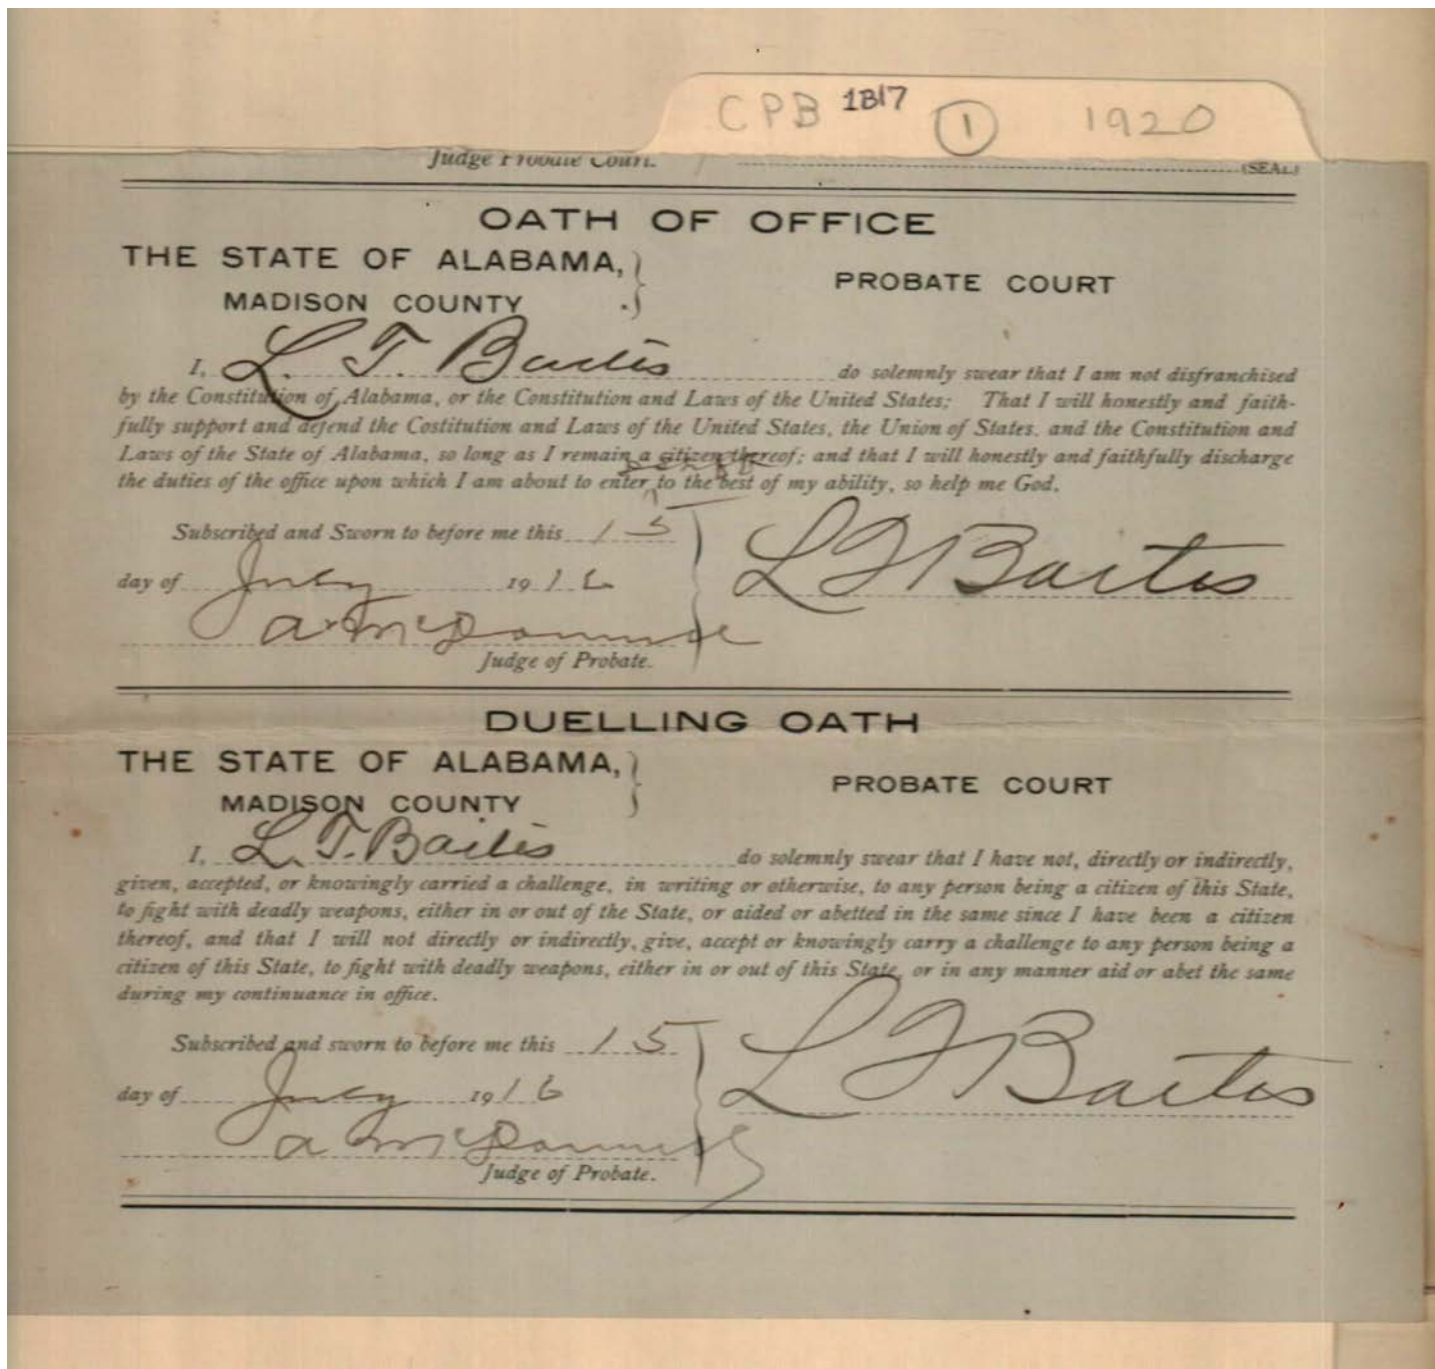 CPB 1817 1 1920
Judge Probate Court. (SEAL)
OATH OF OFFICE
THE STATE OF ALABAMA,
MADISON COUNTY
PROBATE COURT
I, L. T. Baites do solemnly swear that I am not disfranchised
by the Constitution of Alabama, or the Constitution and Laws of the United States; That I will honestly and faith-
fully support and defend the Costitution and Laws of the United States, the Union of States, and the Constitution and
Laws of the State of Alabama, so long as I remain a citizen thereof; and that I will honestly and faithfully discharge
the duties of the office upon which I am about to enter to the best of my ability, so help me God.
Subscribed and Sworn to before me this 15
day of July 1916
L T Baites
Judge of Probate.
DUELLING OATH
THE STATE OF ALABAMA,
MADISON COUNTY
PROBATE COURT
I, L. T. Baites do solemnly swear that I have not, directly or indirectly,
given, accepted, or knowingly carried a challenge, in writing or otherwise, to any person being a citizen of this State,
to fight with deadly weapons, either in or out of the State, or aided or abetted in the same since I have been a citizen
thereof, and that I will not directly or indirectly, give, accept or knowingly carry a challenge to any person being a
citizen of this State, to fight with deadly weapons, either in or out of this State, or in any manner aid or abet the same
during my continuance in office.
Subscribed and sworn to before me this 15
day of July 1916
L T Baites
Judge of Probate.